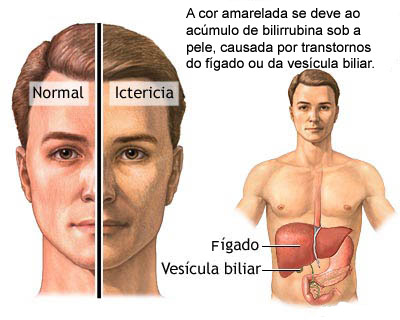 A cor amarelada se deve ao
acúmulo de bilirrubina sob a
pele, causada por transtornos
do fígado ou da vesícula biliar.
Normal
Ictericia
Fígado
Vesícula biliar